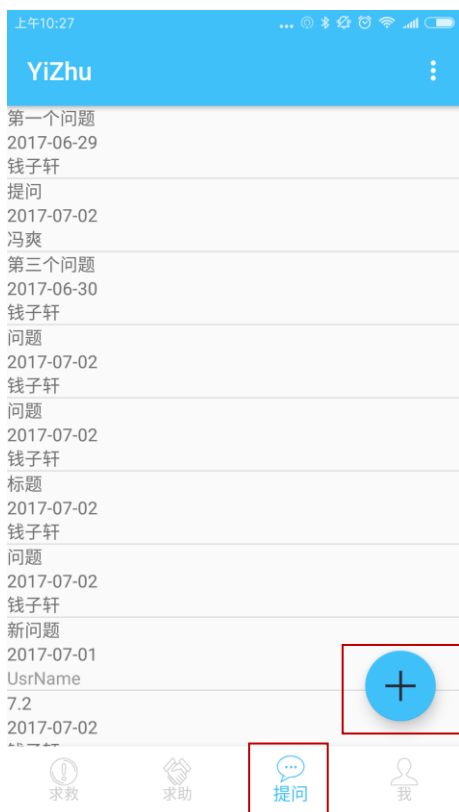 上午10:27
YiZhu
第一个问题
2017-06-29
钱子轩
提问
2017-07-02
冯爽
第三个问题
2017-06-30
钱子轩
问题
2017-07-02
钱子轩
问题
2017-07-02
钱子轩
标题
2017-07-02
钱子轩
问题
2017-07-02
钱子轩
新问题
2017-07-01
UsrName
7.2
2017-07-02
求救 求助 提问 我